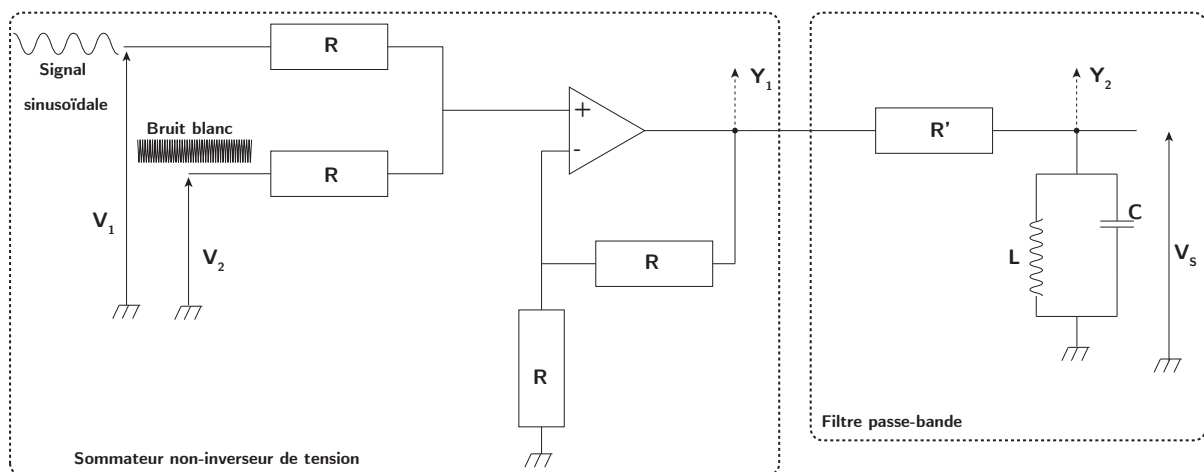 R
Signal
sinusoïdale
Y1
Y2
+
-
R'
Bruit blanc
R
V1
V2
R
C
L
VS
R
Filtre passe-bande
Sommateur non-inverseur de tension